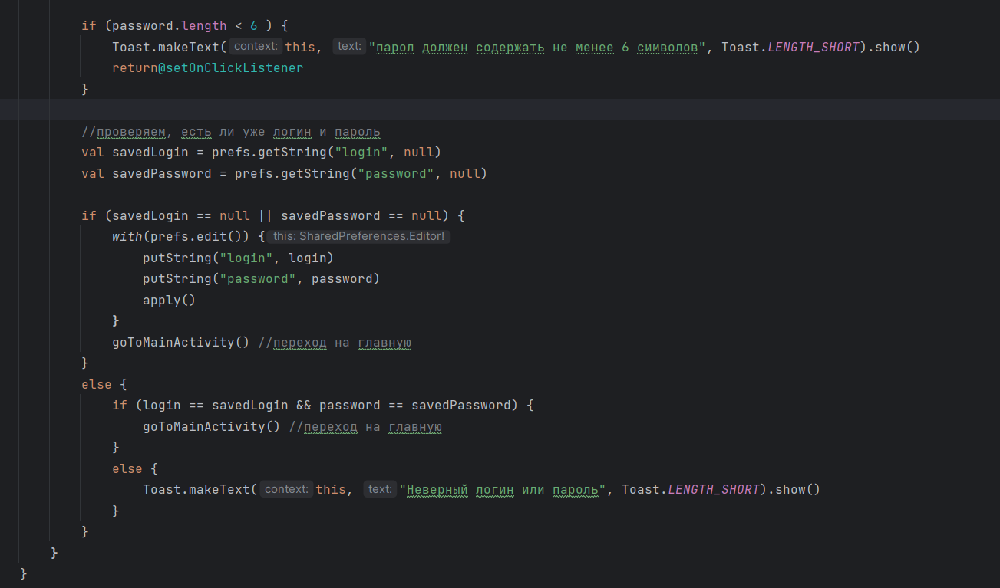 if (password.length < 6 ) {
Toast.makeText( context: this, text: "парол должен содержать не менее 6 символов", Toast.LENGTH_SHORT).show()
return@setOnClickListener
}
//проверяем, есть ли уже логин и пароль
val savedLogin = prefs.getString("login", null)
val savedPassword = prefs.getString("password", null)
if (savedLogin == null || savedPassword == null) {
with(prefs.edit()) { this: SharedPreferences.Editor!
putString("login", login)
putString("password", password)
apply()
}
goToMainActivity() //переход на главную
}
else {
if (login == savedLogin && password == savedPassword) {
goToMainActivity() //переход на главную
}
else {
Toast.makeText( context: this, text: "Неверный логин или пароль", Toast.LENGTH_SHORT).show()
}
}
}
}